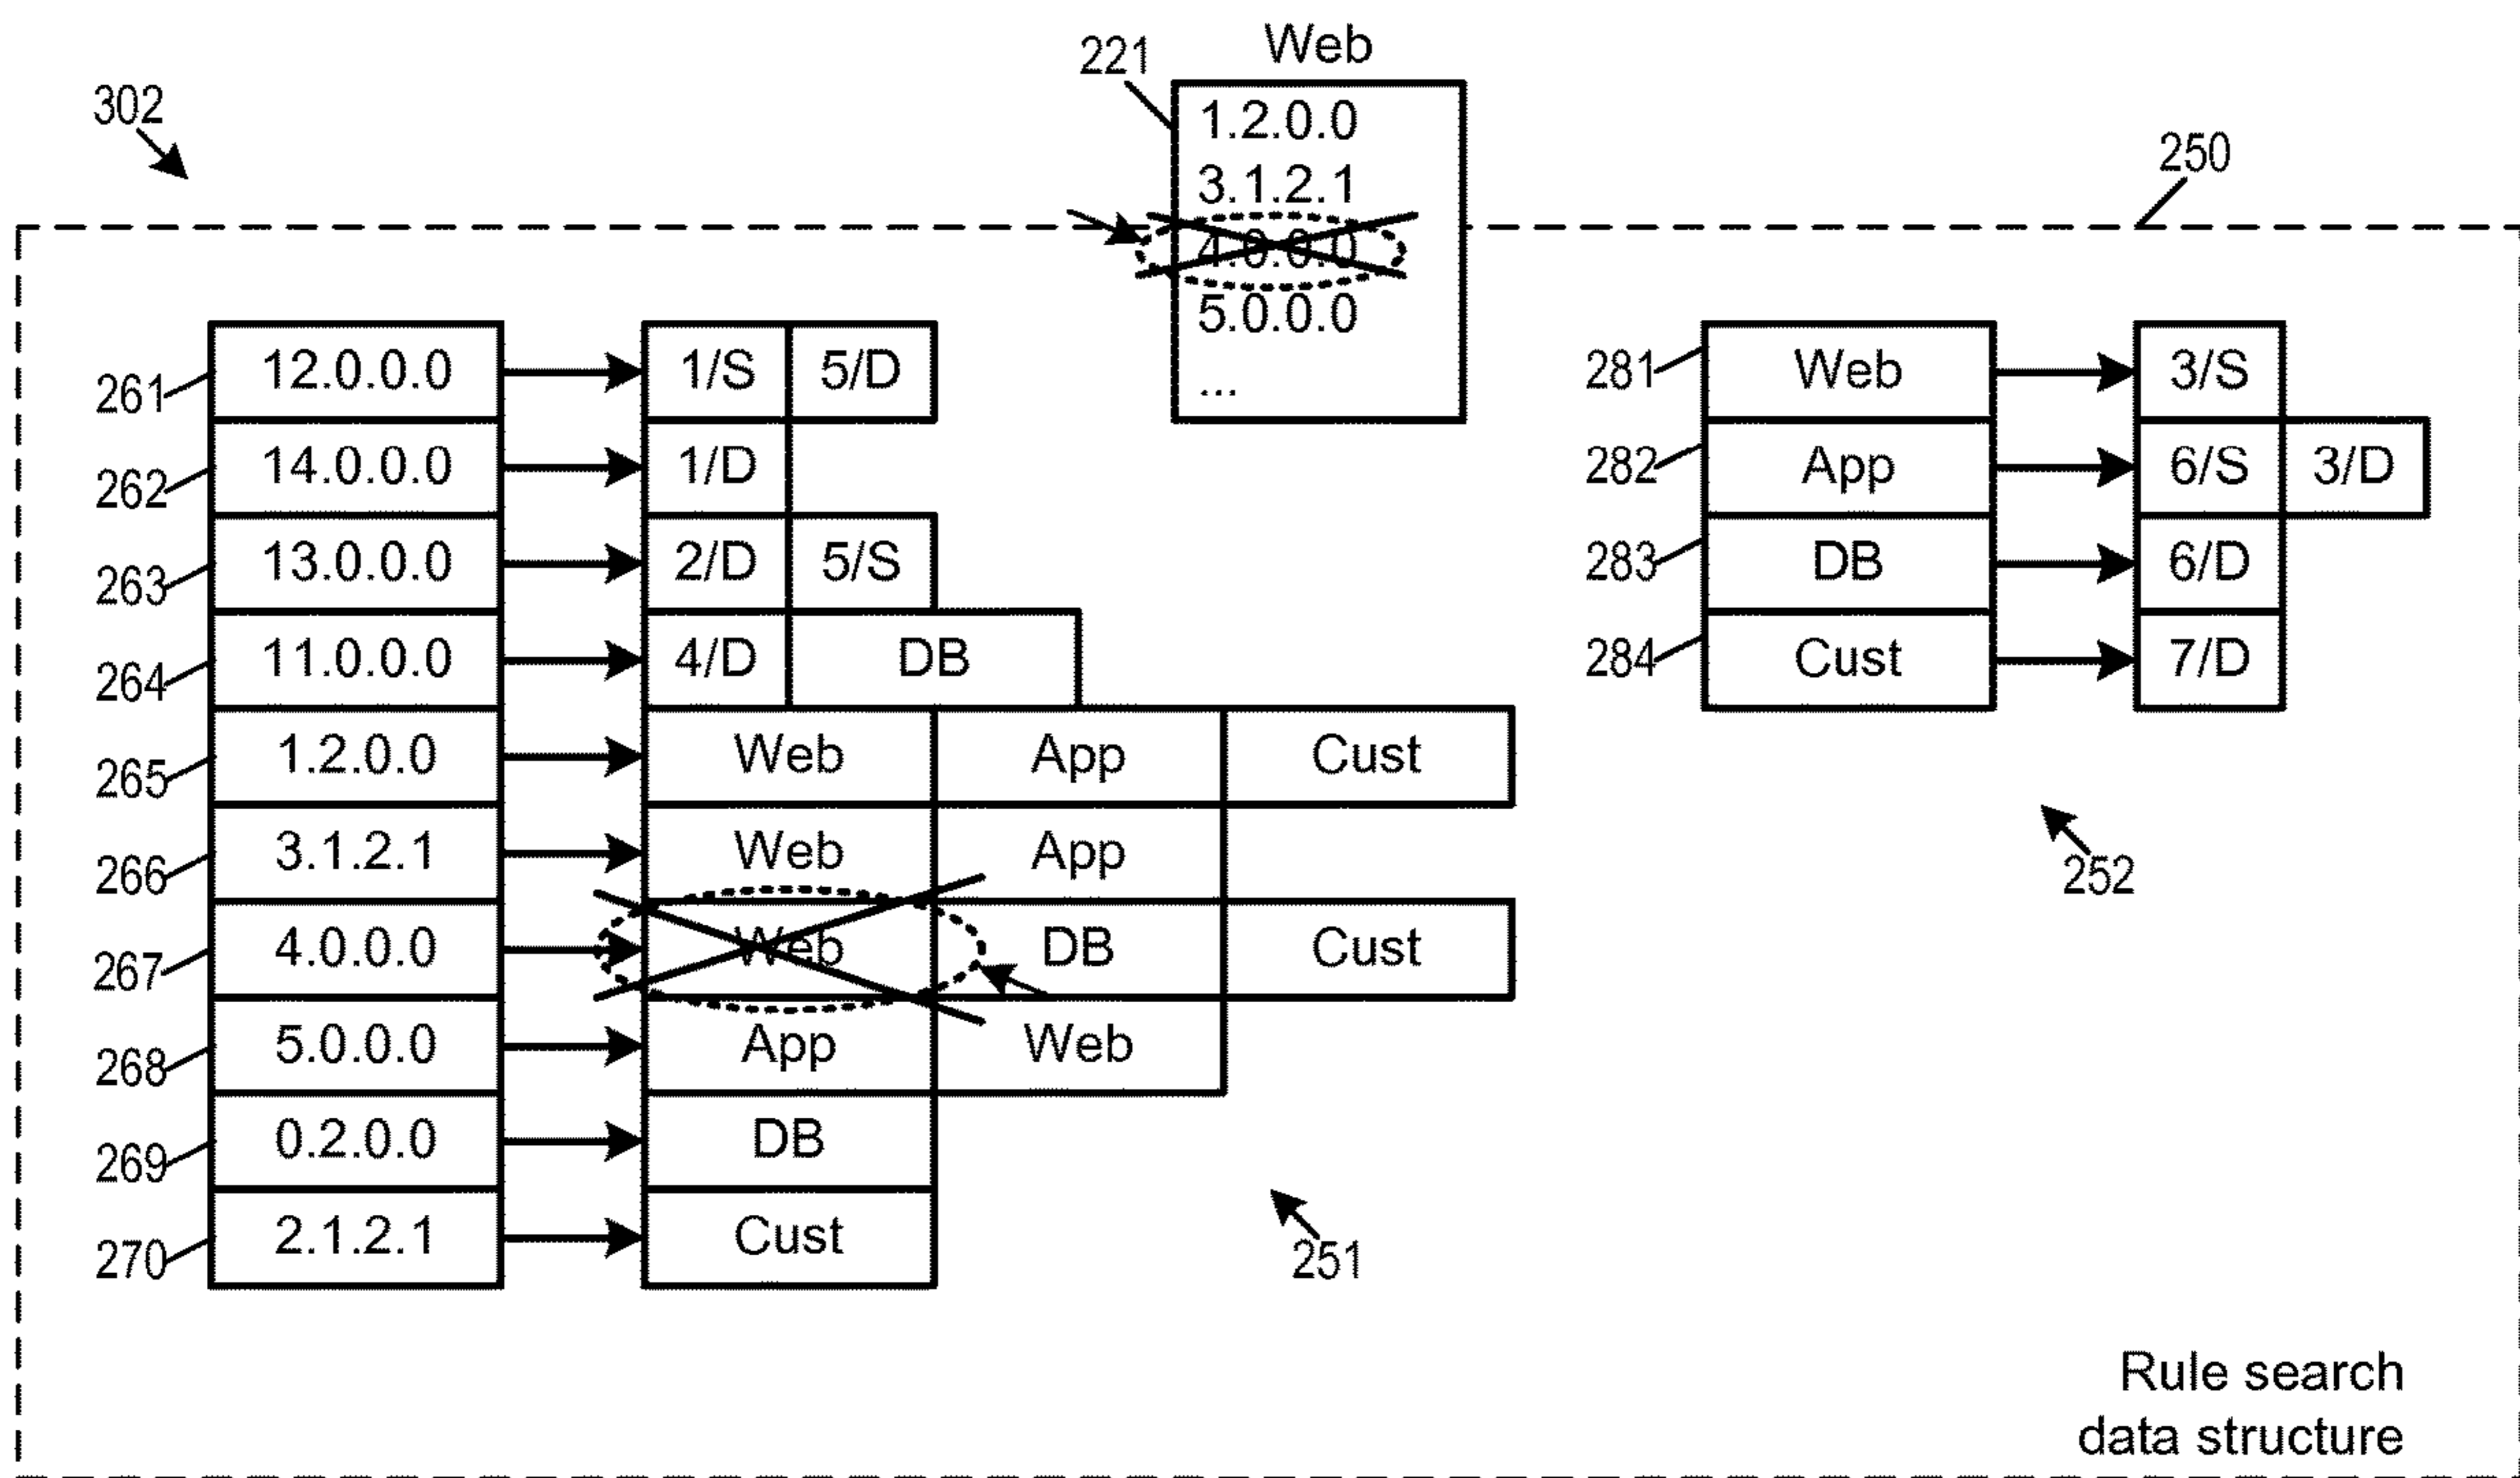 302
221
Web
1.2.0.0
3.1.2.1
4.0.0.0
5.0.0.0
...
250
261 12.0.0.0 1/S 5/D
262 14.0.0.0 1/D
263 13.0.0.0 2/D 5/S
264 11.0.0.0 4/D DB
265 1.2.0.0 Web App Cust
266 3.1.2.1 Web App
267 4.0.0.0 Web DB Cust
268 5.0.0.0 App Web
269 0.2.0.0 DB
270 2.1.2.1 Cust
251
281 Web 3/S
282 App 6/S 3/D
283 DB 6/D
284 Cust 7/D
252
Rule search
data structure